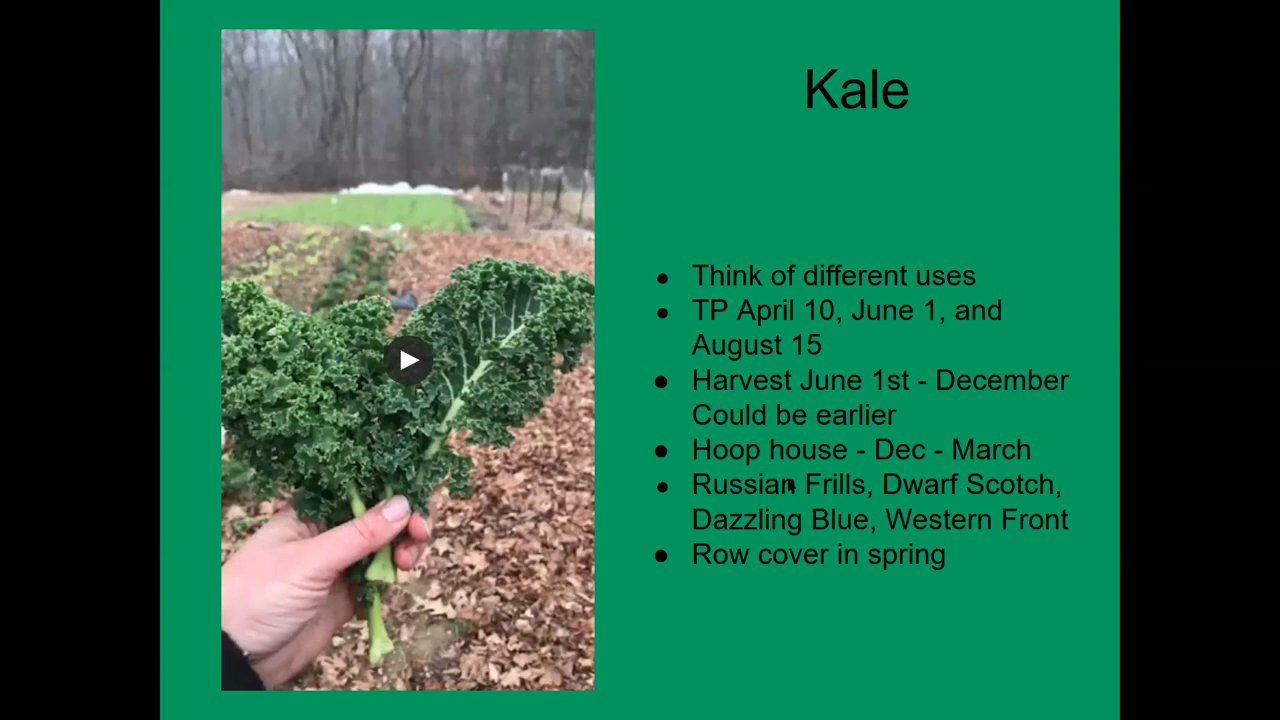 Kale
● Think of different uses
● TP April 10, June 1, and
August 15
● Harvest June 1st - December
Could be earlier
● Hoop house - Dec - March
● Russian Frills, Dwarf Scotch,
Dazzling Blue, Western Front
● Row cover in spring